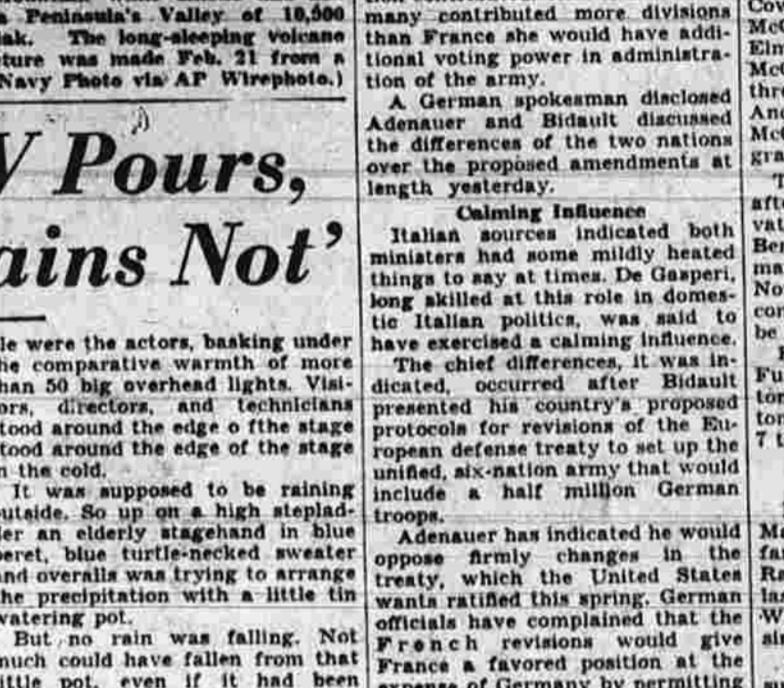 Peninsula's Valley of 10,500
The long-sleeping volcano
ture was made Feb. 21 from a
Navy Photo via AP Wirephoto.)
V Pours,
ains Not’
le were the actors, basking under
he comparative warmth of more
han 50 big overhead lights. Visi-
ors, directors, and technicians
tood around the edge o fthe stage
tood around the edge of the stage
n the cold.
It was supposed to be raining
outside. So up on a high steplad-
er an elderly stagehand in blue
beret, blue turtle-necked sweater
and overalls was trying to arrange
he precipitation with a little tin
watering pot.
But no rain was falling. Not
much could have fallen from that
ittle pot, even if it had been
many contributed more divisions
than France she would have addi-
tional voting power in administra-
tion of the army.
A German spokesman disclosed
Adenauer and Bidault discussed
the differences of the two nations
over the proposed amendments at
length yesterday.
Calming Influence
Italian sources indicated both
ministers had some mildly heated
things to say at times. De Gasperi,
long skilled at this role in domes-
tic Italian politics, was said to
have exercised a calming influence.
The chief differences, it was in-
dicated, occurred after Bidault
presented his country's proposed
protocols for revisions of the Eu-
ropean defense treaty to set up the
unified, six-nation army that would
include a half million German
troops.
Adenauer has indicated he would
oppose firmly changes in the
treaty, which the United States
wants ratified this spring. German
officials have complained that the
French revisions would give
France a favored position at the
expense of Germany by permitting